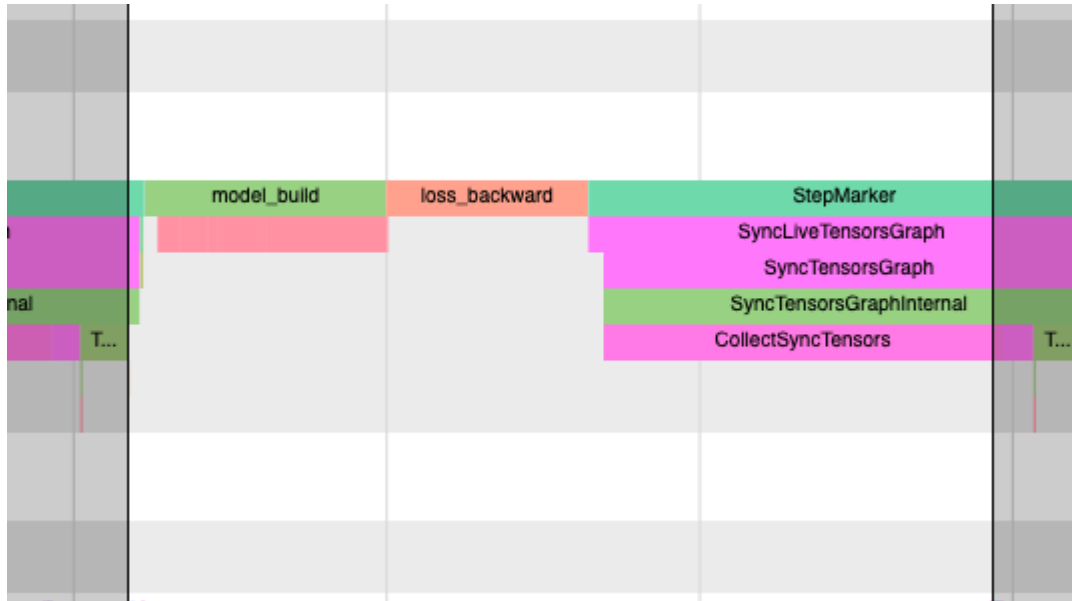 model_build loss_backward StepMarker
SyncLiveTensorsGraph
SyncTensorsGraph
nal SyncTensorsGraphInternal
T... CollectSyncTensors T...